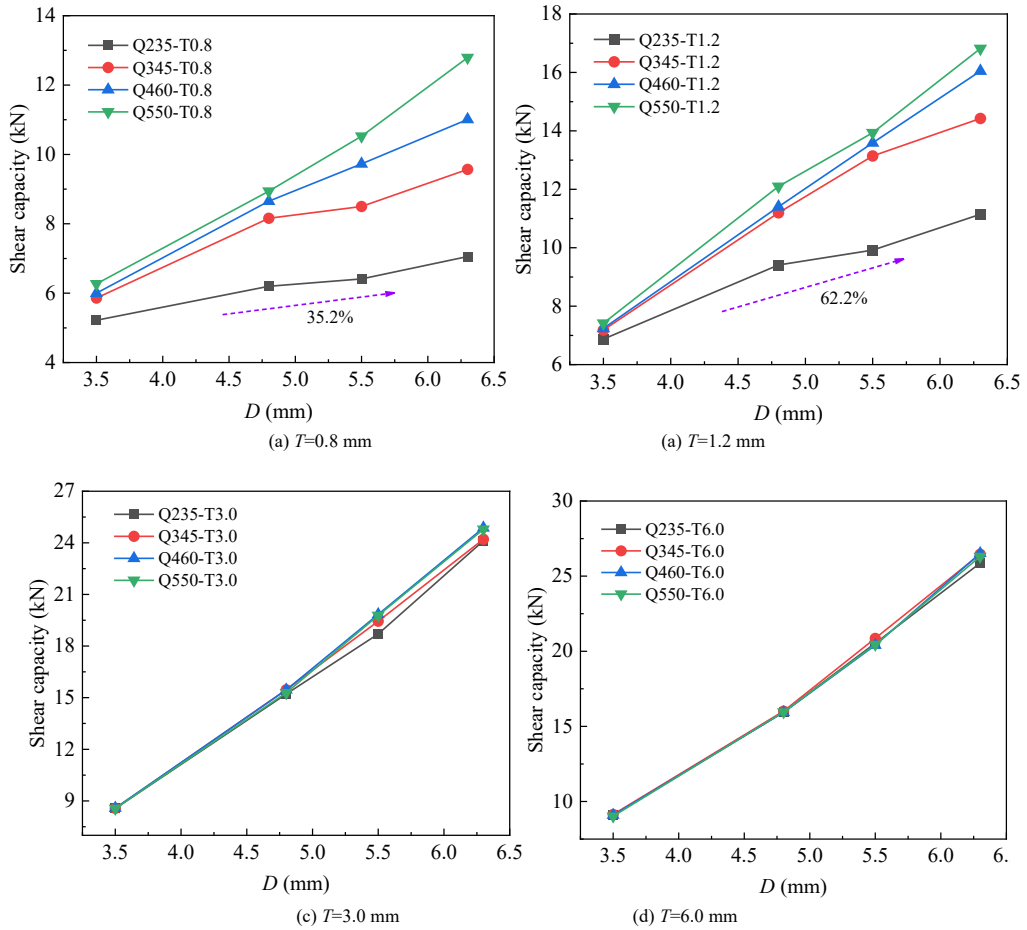 14
12
10
8
6
4
Shear capacity (kN)
Q235-T0.8
Q345-T0.8
Q460-T0.8
Q550-T0.8
35.2%
3.5 4.0 4.5 5.0 5.5 6.0 6.5
D (mm)
(a) T=0.8 mm
18
16
14
12
10
8
6
Shear capacity (kN)
Q235-T1.2
Q345-T1.2
Q460-T1.2
Q550-T1.2
62.2%
3.5 4.0 4.5 5.0 5.5 6.0 6.5
D (mm)
(a) T=1.2 mm
27
24
21
18
15
12
9
Shear capacity (kN)
Q235-T3.0
Q345-T3.0
Q460-T3.0
Q550-T3.0
3.5 4.0 4.5 5.0 5.5 6.0 6.5
D (mm)
(c) T=3.0 mm
30
25
20
15
10
Shear capacity (kN)
Q235-T6.0
Q345-T6.0
Q460-T6.0
Q550-T6.0
3.5 4.0 4.5 5.0 5.5 6.0 6.
D (mm)
(d) T=6.0 mm